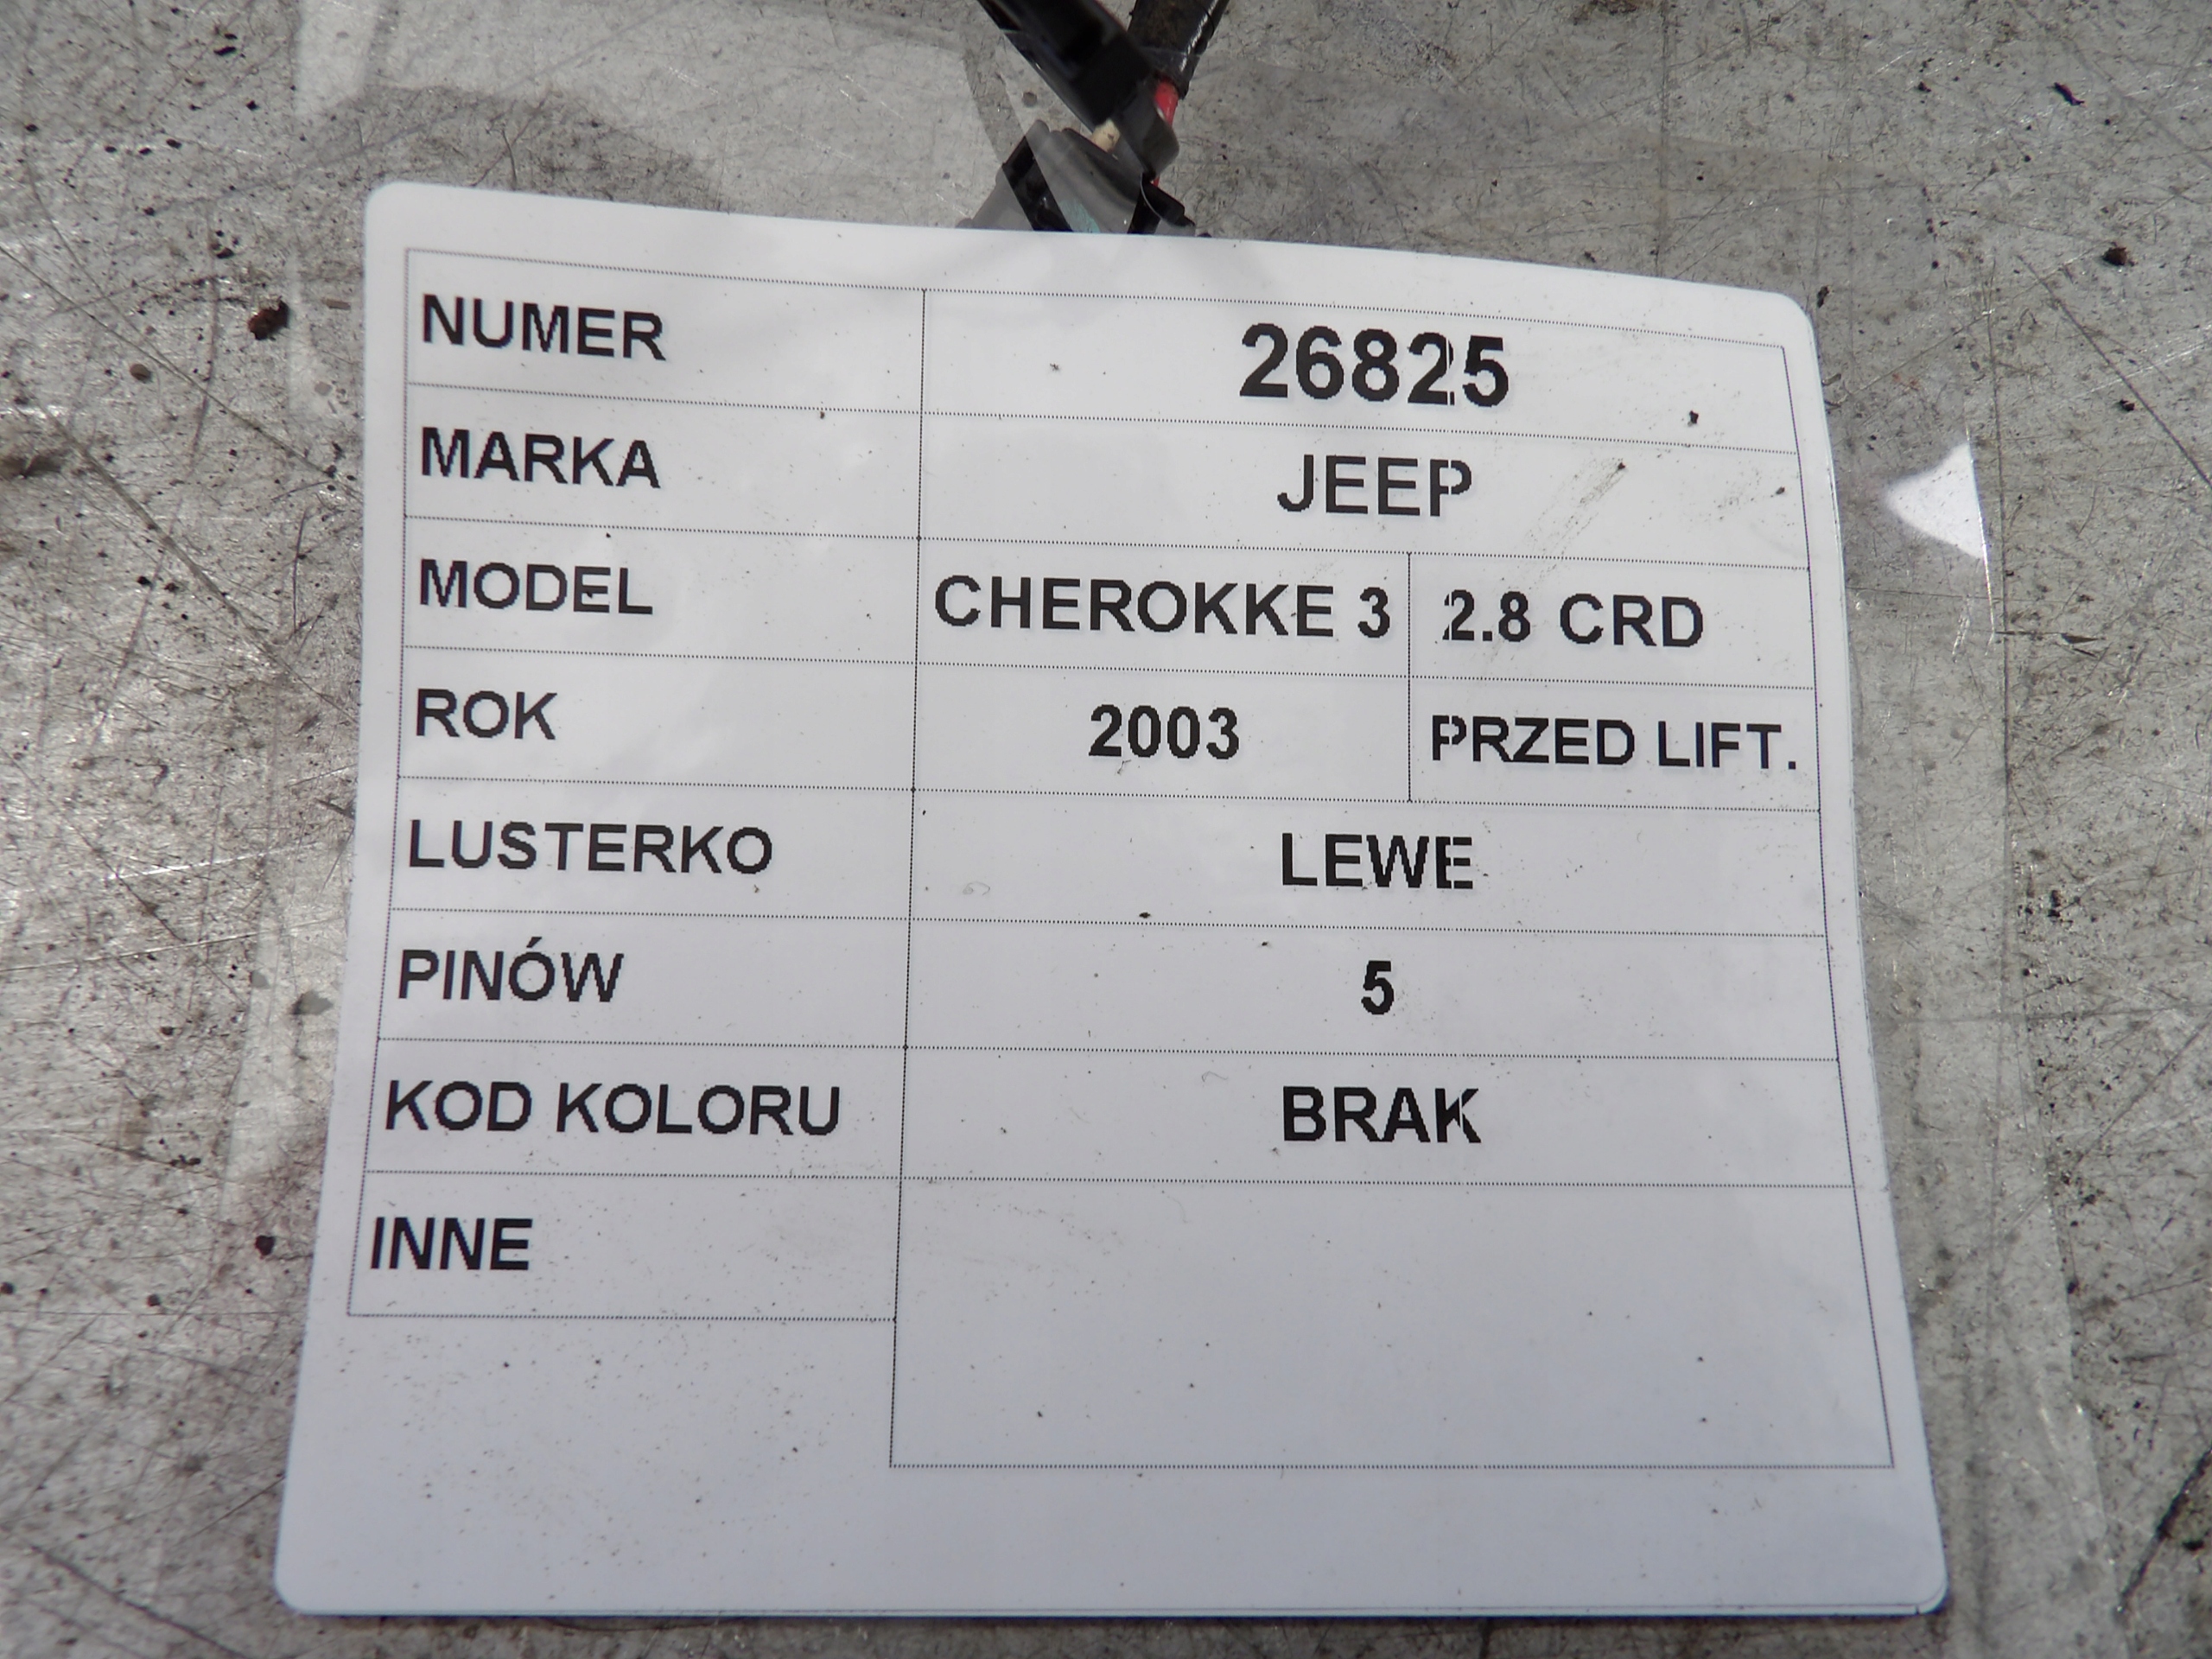 NUMER 26825
MARKA JEEP
MODEL CHEROKKE 3 2.8 CRD
ROK 2003 PRZED LIFT.
LUSTERKO LEWE
PINÓW 5
KOD KOLORU BRAK
INNE